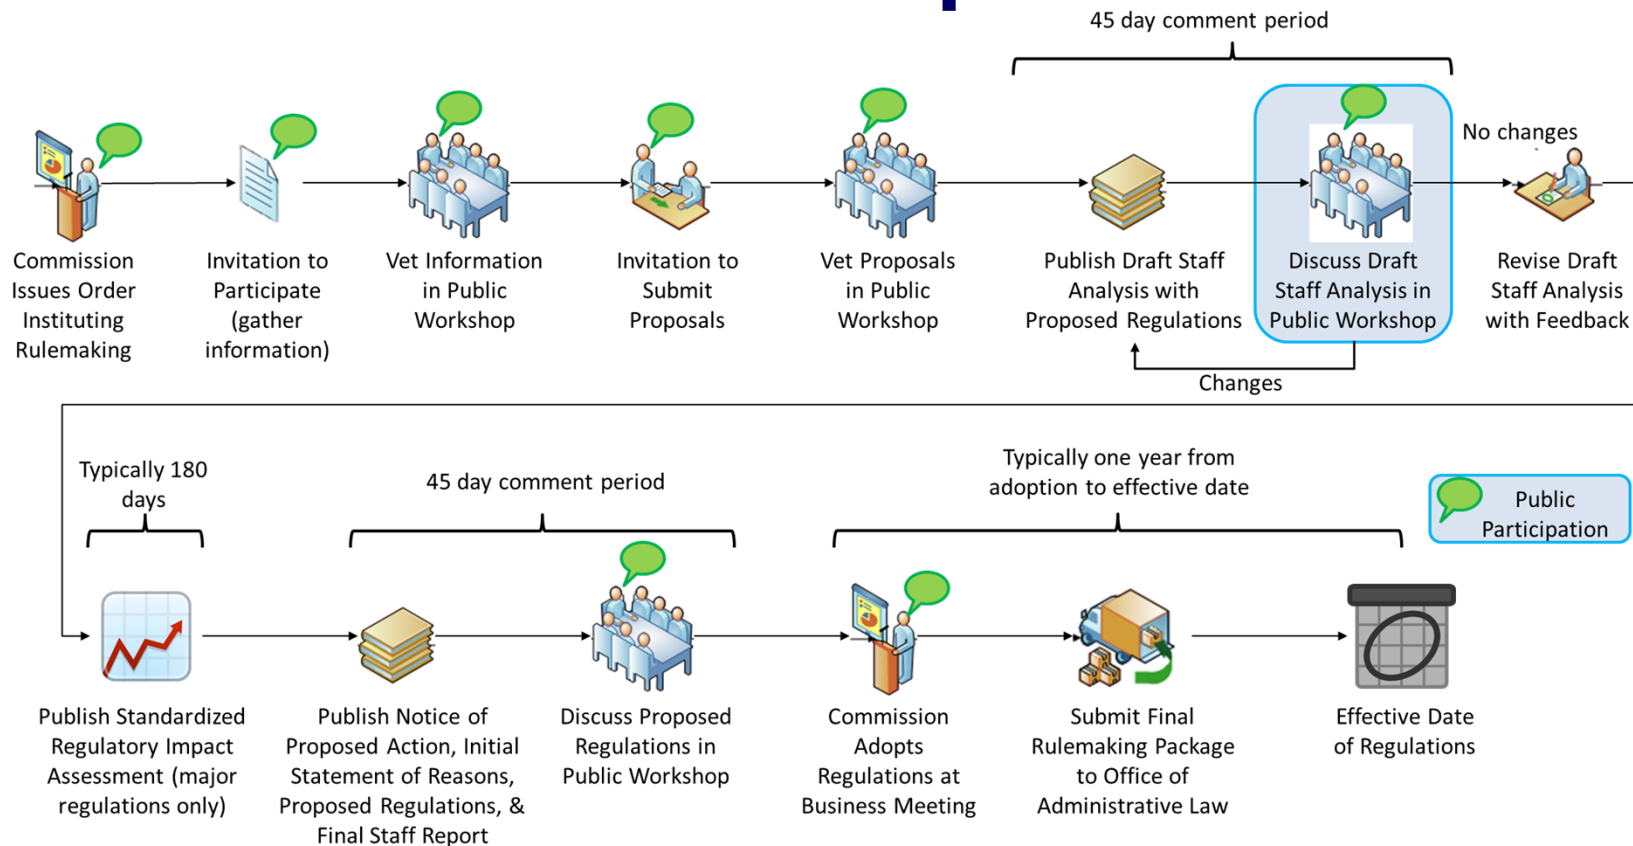 45 day comment period
No changes
Commission
Issues Order
Instituting
Rulemaking
Invitation to
Participate
(gather
information)
Vet Information
in Public
Workshop
Invitation to
Submit
Proposals
Vet Proposals
in Public
Workshop
Publish Draft Staff
Analysis with
Proposed Regulations
Discuss Draft
Staff Analysis in
Public Workshop
Revise Draft
Staff Analysis
with Feedback
Changes
Typically 180
days
45 day comment period
Typically one year from
adoption to effective date
Public
Participation
Publish Standardized
Regulatory Impact
Assessment (major
regulations only)
Publish Notice of
Proposed Action, Initial
Statement of Reasons,
Proposed Regulations, &
Final Staff Report
Discuss Proposed
Regulations in
Public Workshop
Commission
Adopts
Regulations at
Business Meeting
Submit Final
Rulemaking Package
to Office of
Administrative Law
Effective Date
of Regulations